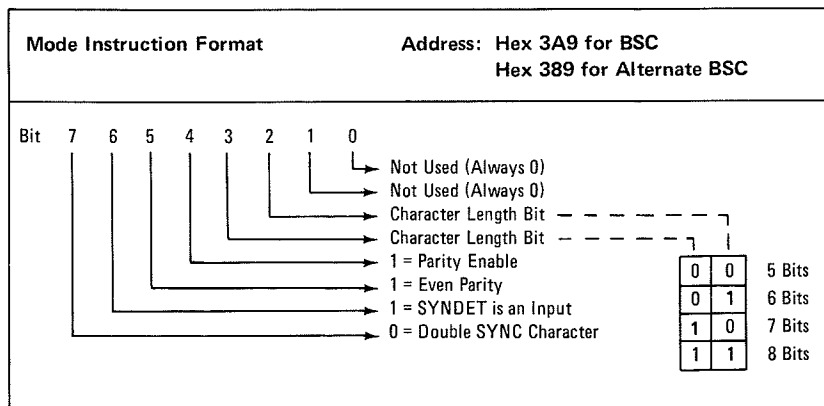 Mode Instruction Format Address: Hex 3A9 for BSC
Hex 389 for Alternate BSC
Bit 7 6 5 4 3 2 1 0
Not Used (Always 0)
Not Used (Always 0)
Character Length Bit
Character Length Bit
1 = Parity Enable
0 0 5 Bits
1 = Even Parity
0 1 6 Bits
1 = SYNDET is an Input
1 0 7 Bits
0 = Double SYNC Character
1 1 8 Bits